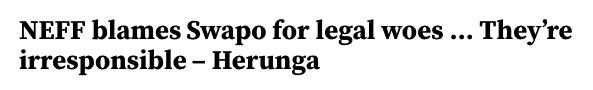 NEFF blames Swapo for legal woes … They’re
irresponsible – Herunga